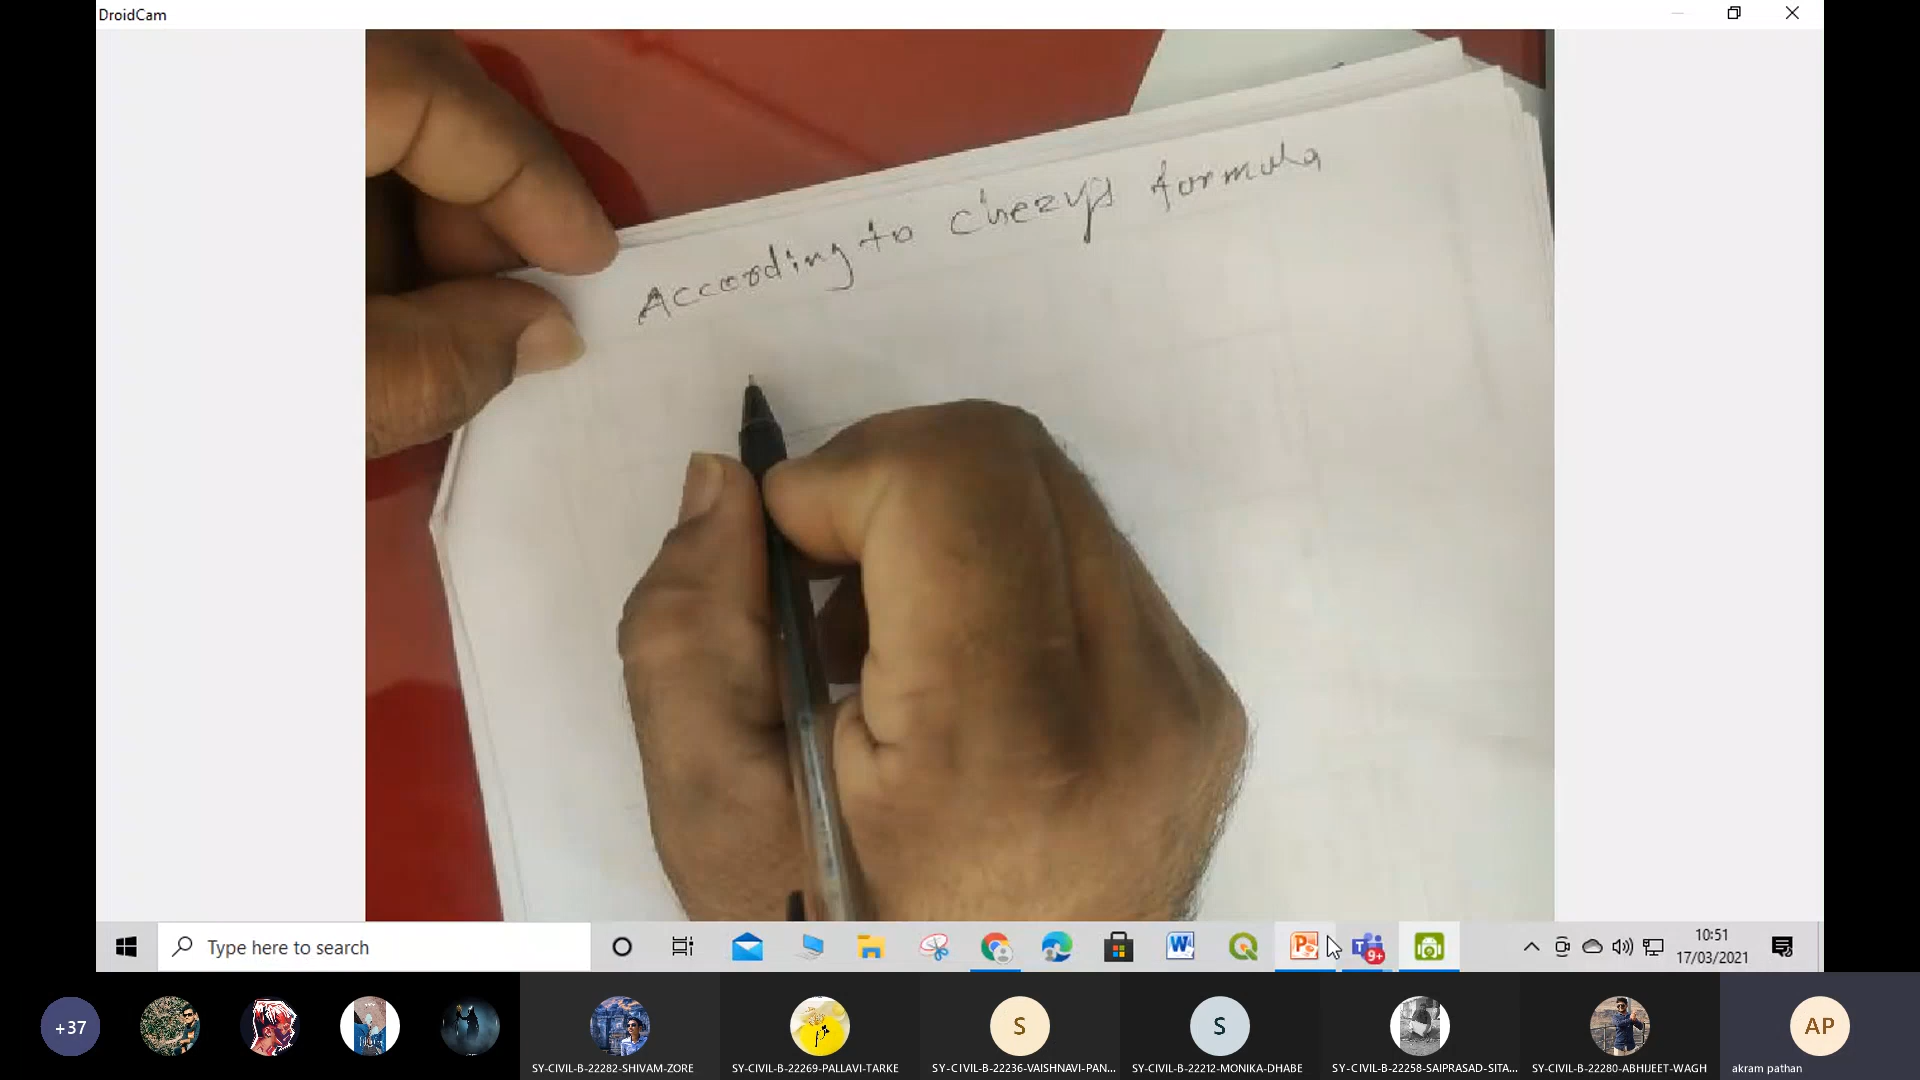 DroidCam
According to Chezy's formula
Type here to search
9+
10:51
17/03/2021
+37
S
S
AP
SY-CIVIL-B-22282-SHIVAM-ZORE
SY-CIVIL-B-22269-PALLAVI-TARKE
SY-CIVIL-B-22236-VAISHNAVI-PAN...
SY-CIVIL-B-22212-MONIKA-DHABE
SY-CIVIL-B-22258-SAIPRASAD-SITA...
SY-CIVIL-B-22280-ABHIJEET-WAGH
akram pathan